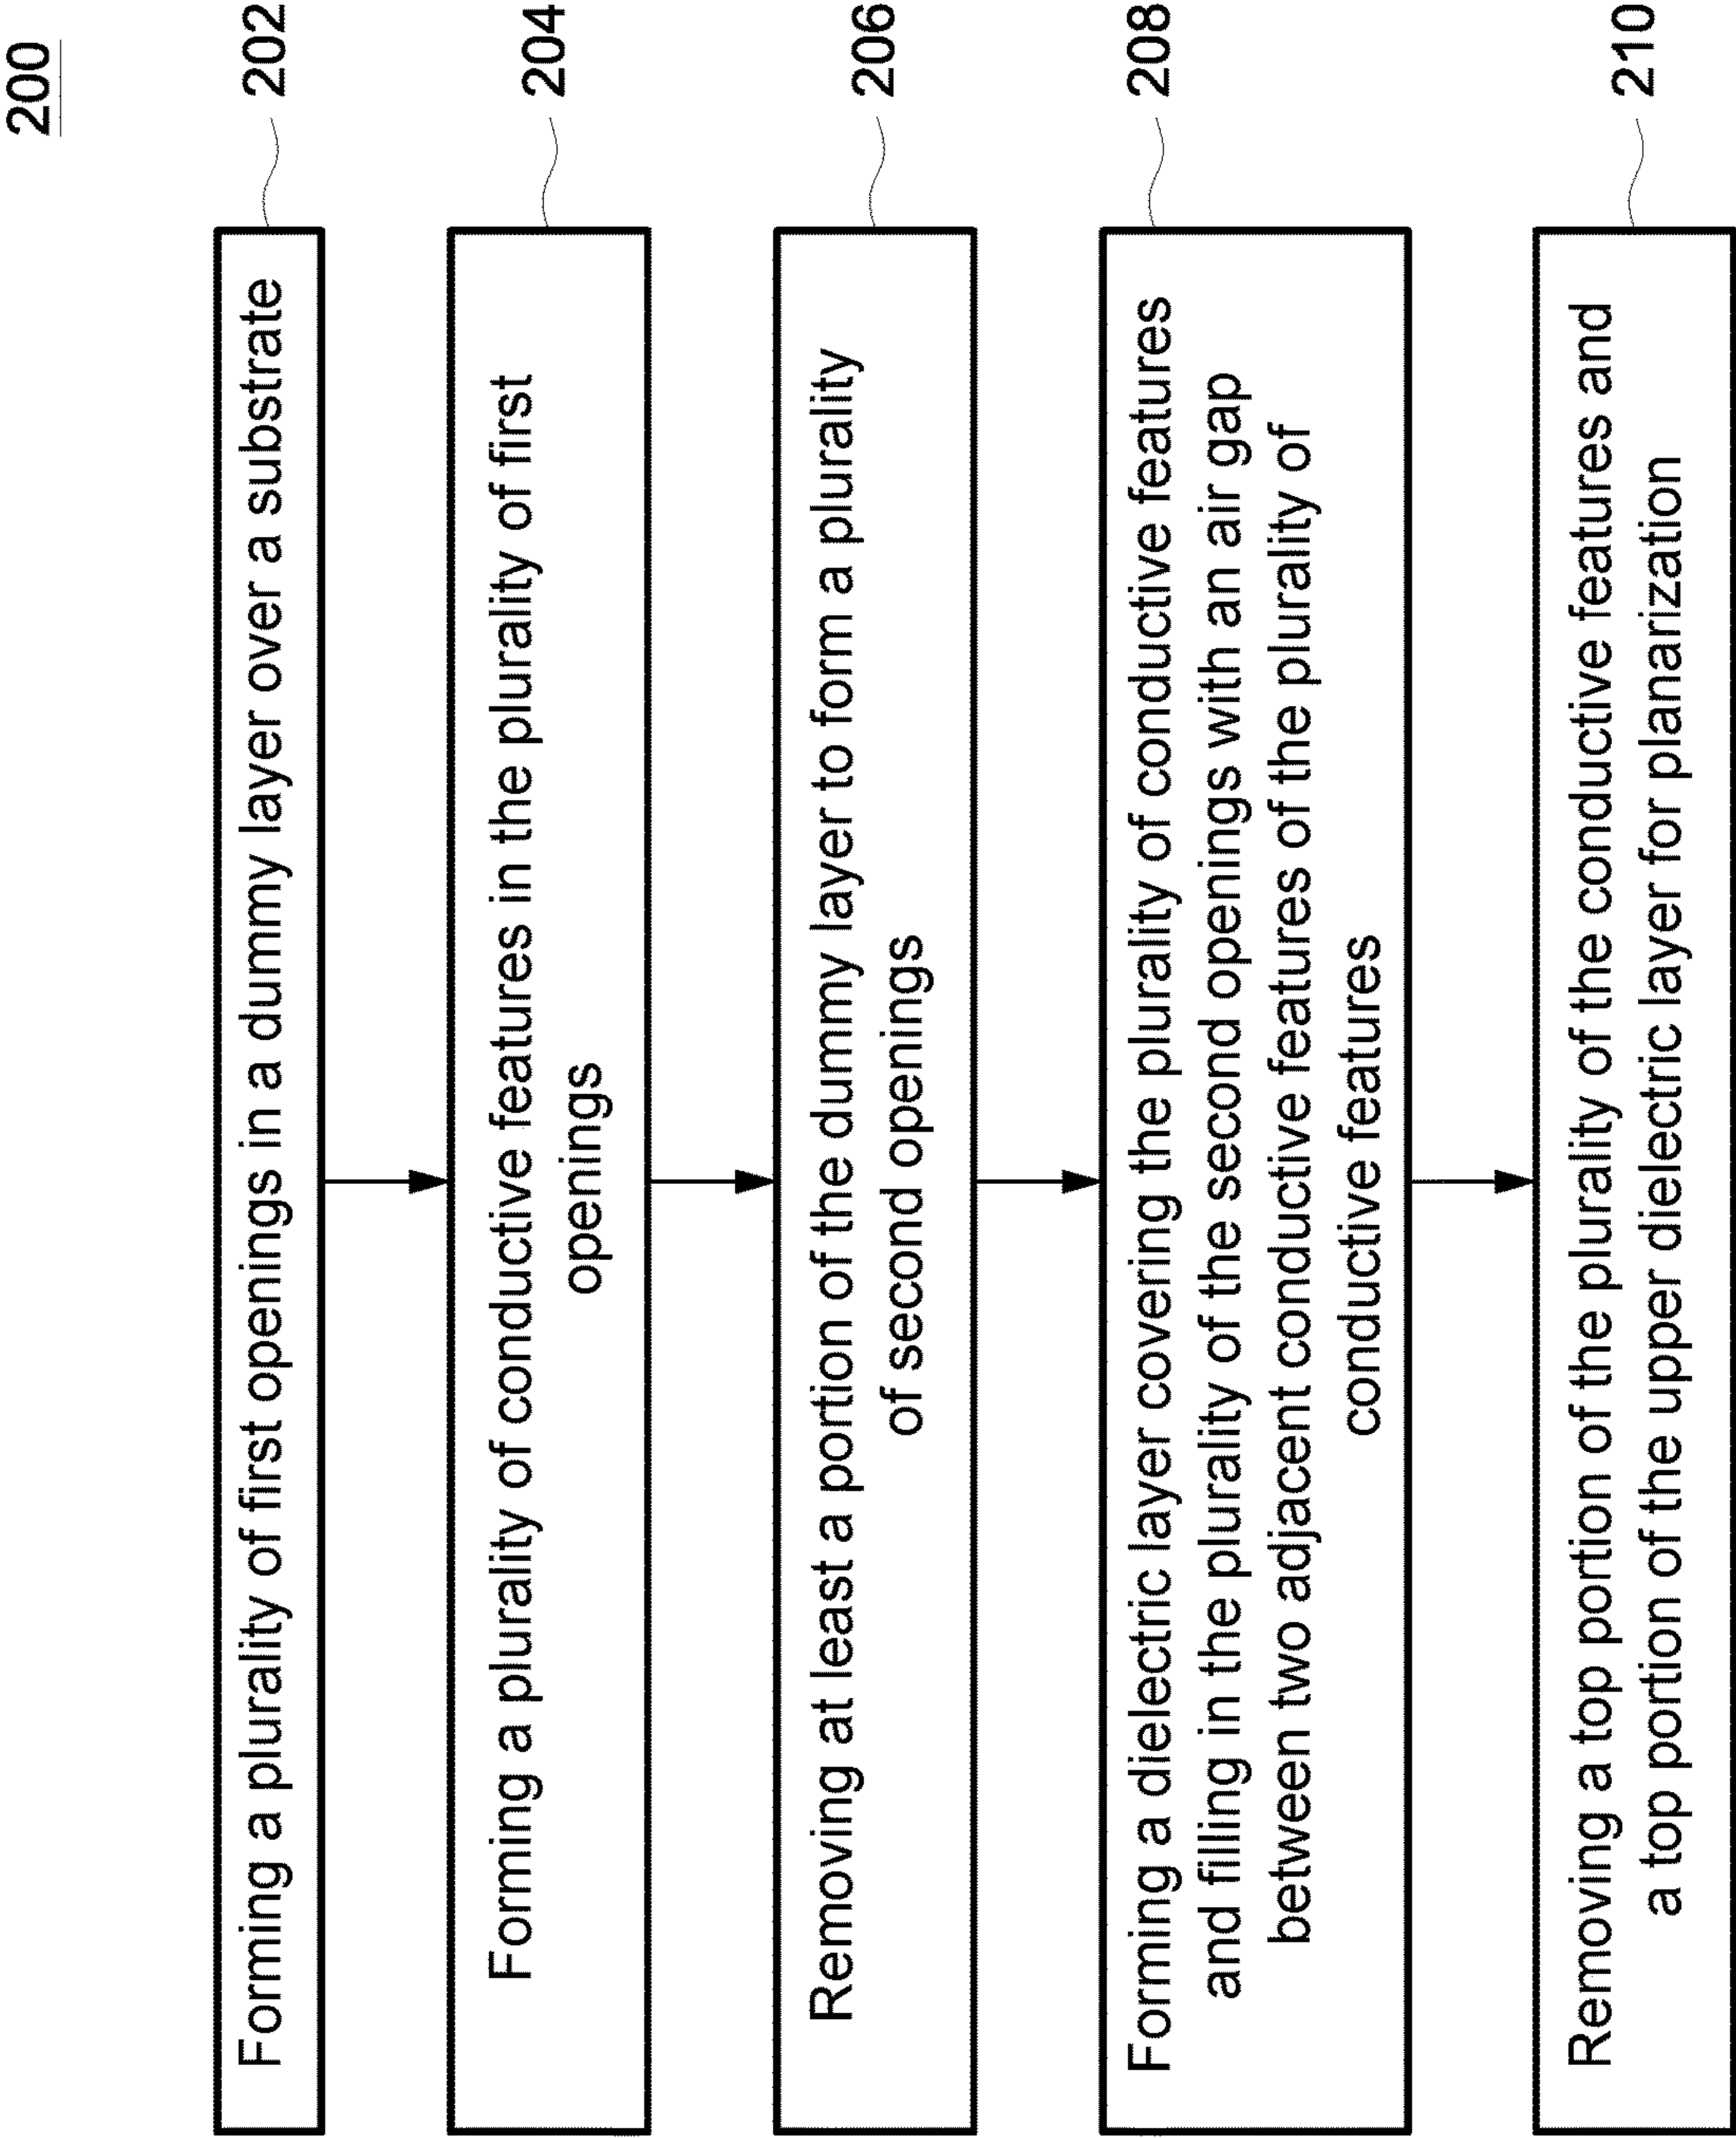 200
Forming a plurality of first openings in a dummy layer over a substrate
202
Forming a plurality of conductive features in the plurality of first
openings
204
Removing at least a portion of the dummy layer to form a plurality
of second openings
206
Forming a dielectric layer covering the plurality of conductive features
and filling in the plurality of the second openings with an air gap
between two adjacent conductive features of the plurality of
conductive features
208
Removing a top portion of the plurality of the conductive features and
a top portion of the upper dielectric layer for planarization
210